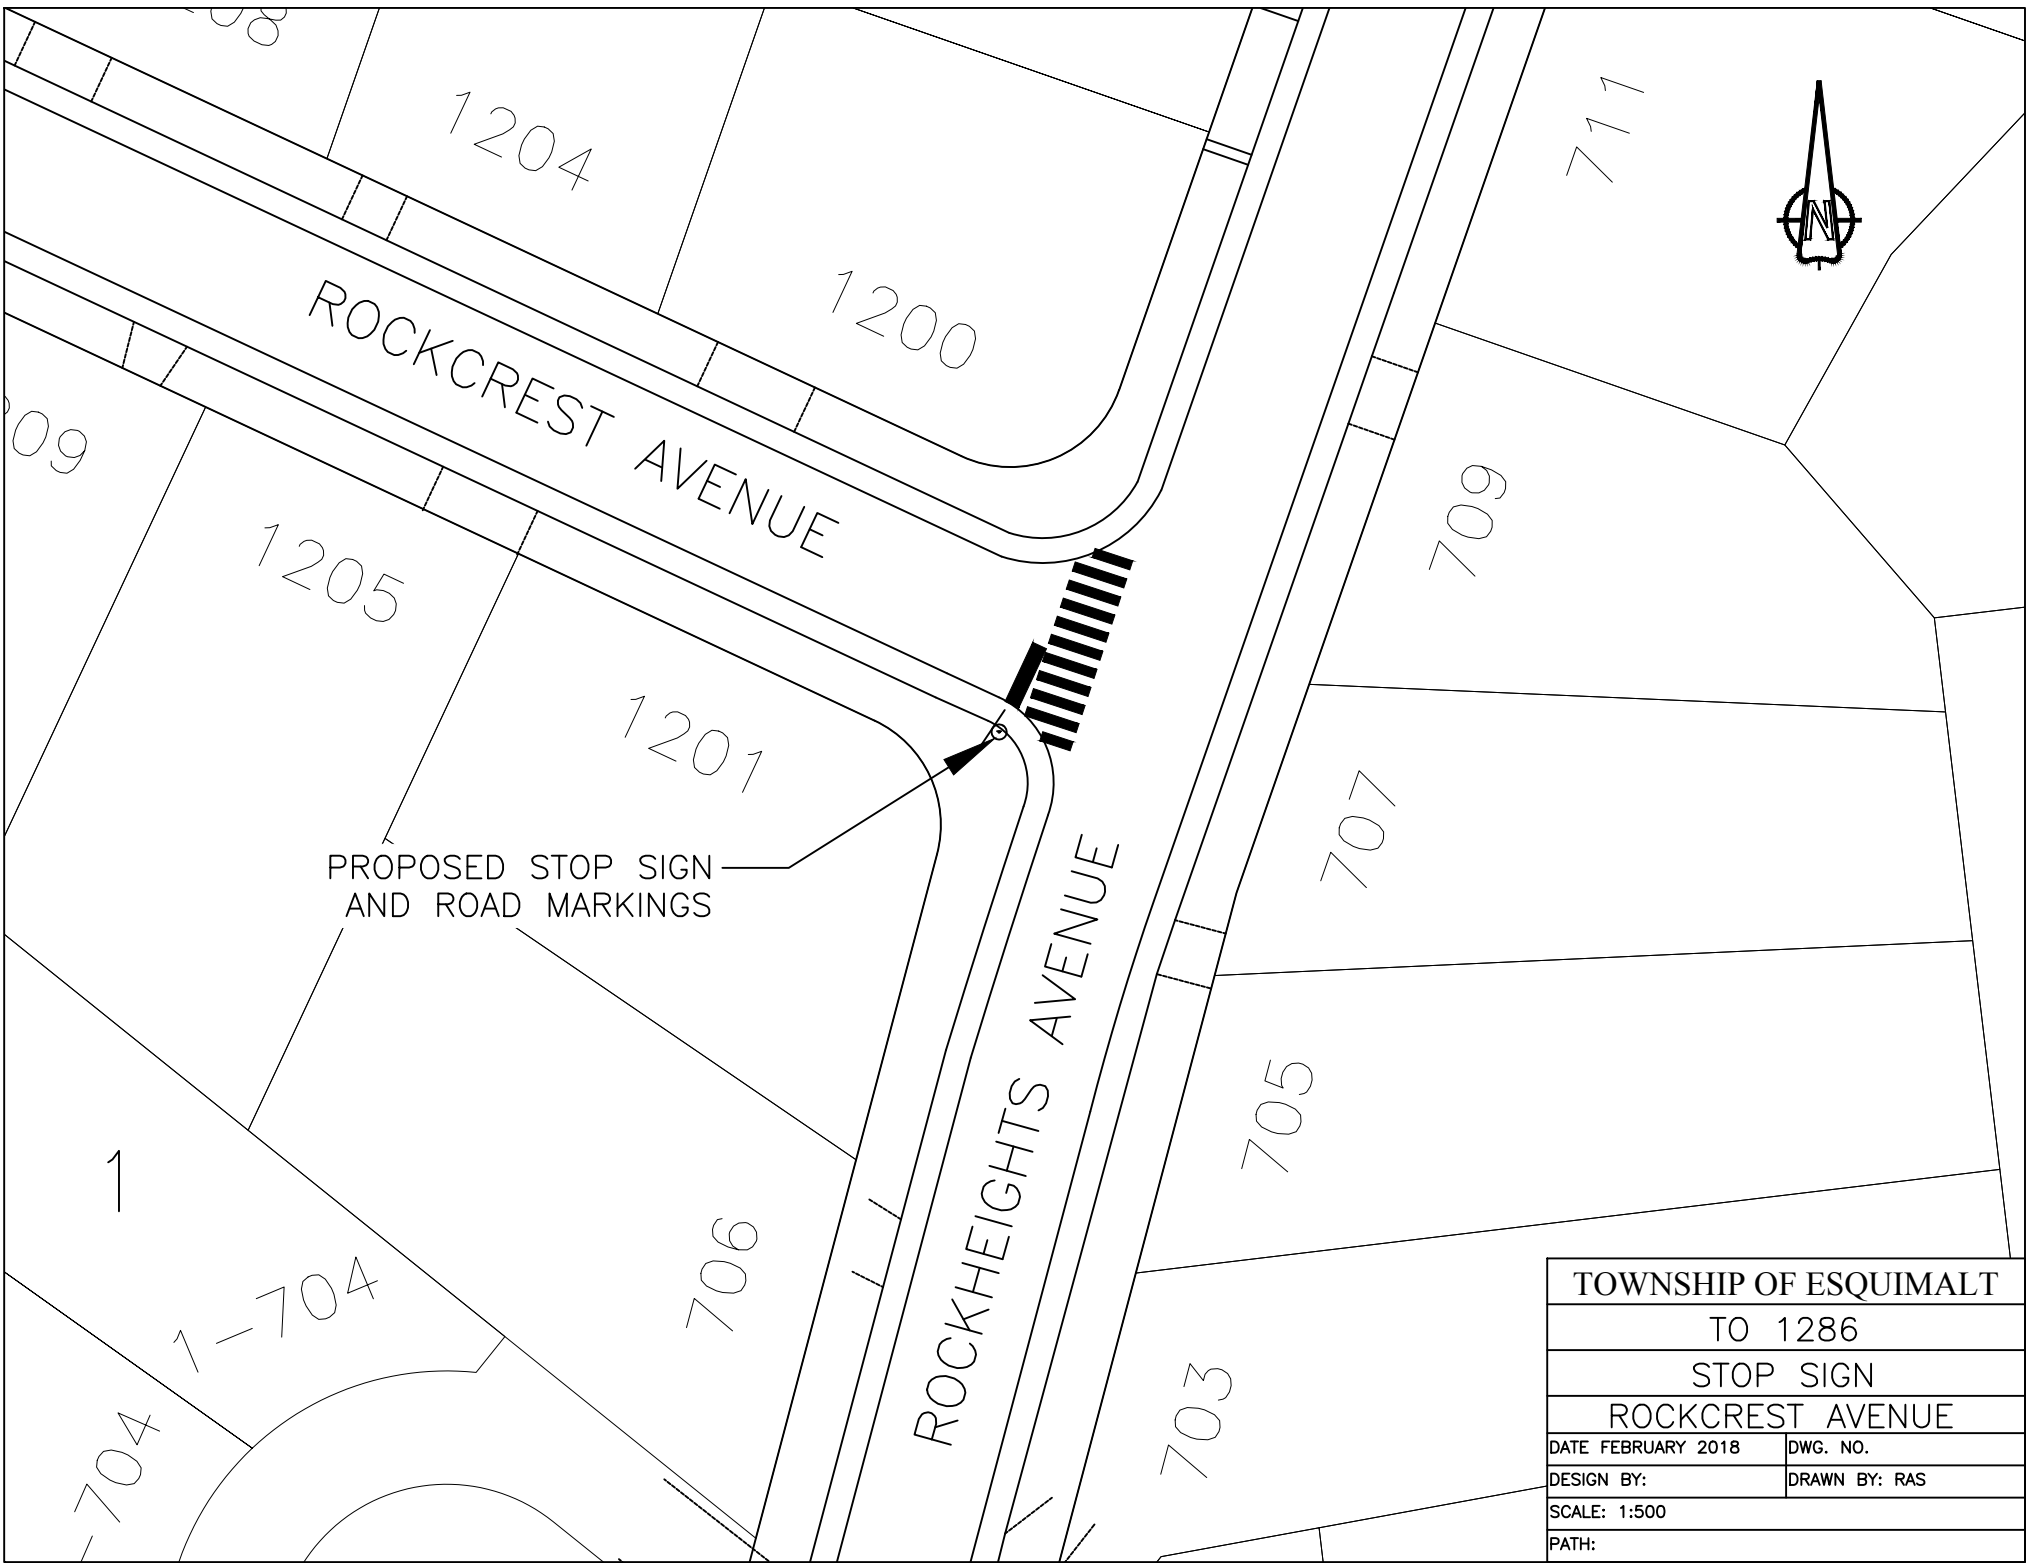 1204
711
N
1200
ROCKCREST AVENUE
709
1205
1201
707
PROPOSED STOP SIGN
AND ROAD MARKINGS
ROCKHEIGHTS AVENUE
705
1
706
1-704
703
-704
TOWNSHIP OF ESQUIMALT
TO 1286
STOP SIGN
ROCKCREST AVENUE
DATE FEBRUARY 2018 DWG. NO.
DESIGN BY: DRAWN BY: RAS
SCALE: 1:500
PATH: